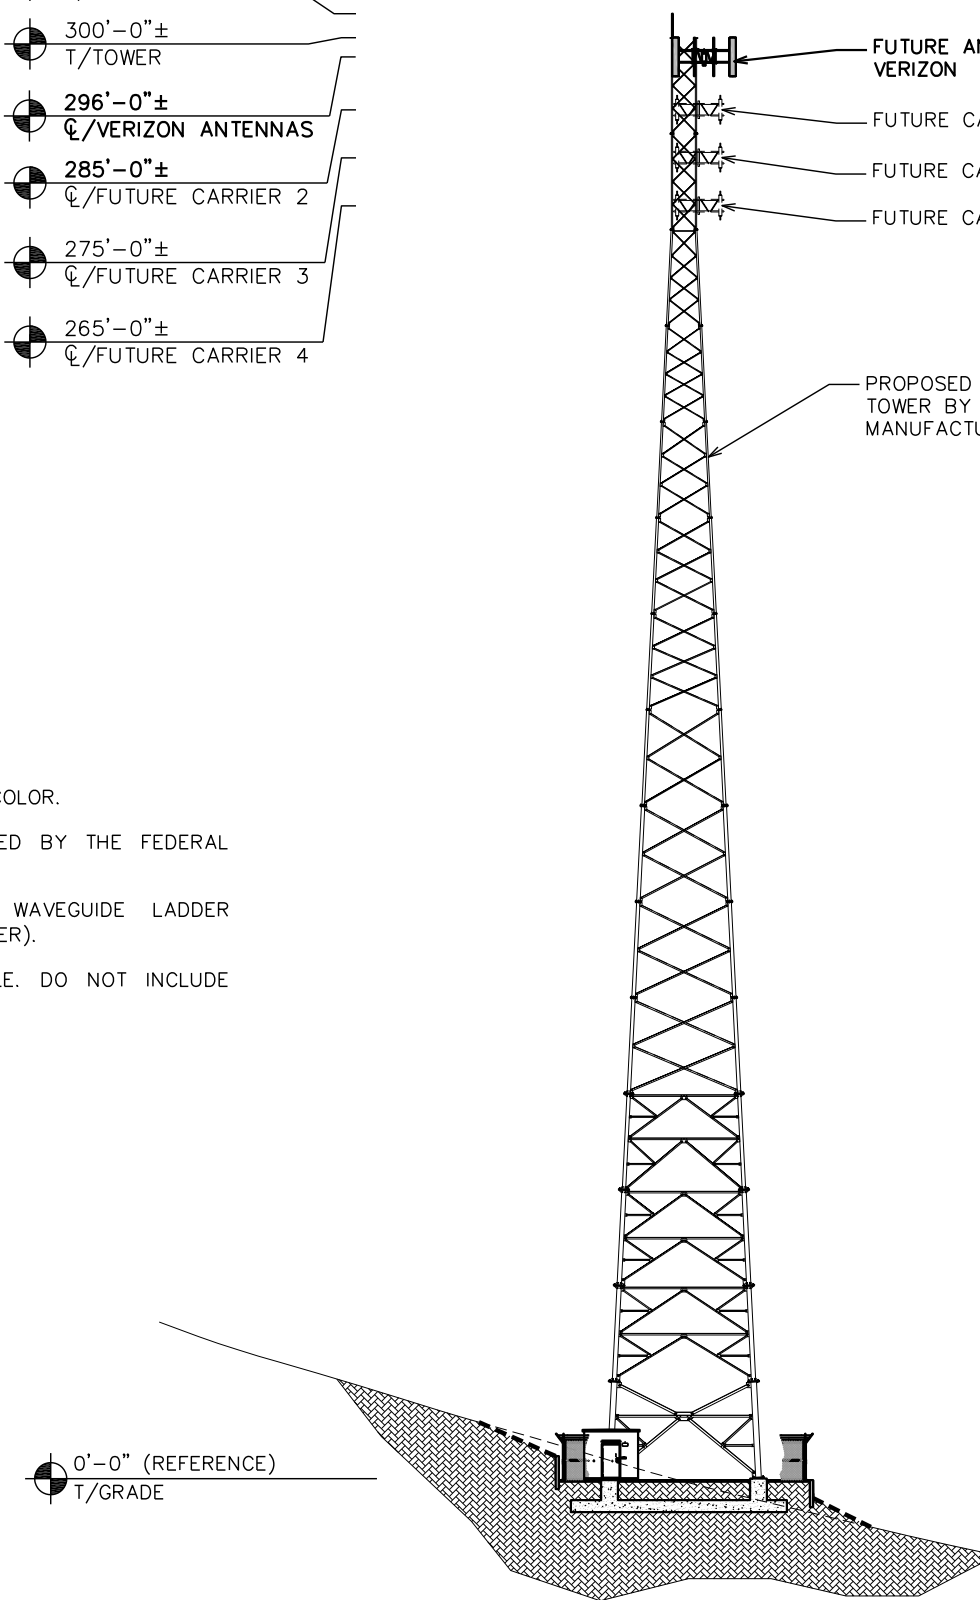 300'-0"±
T/TOWER
296'-0"±
℄/VERIZON ANTENNAS
285'-0"±
℄/FUTURE CARRIER 2
275'-0"±
℄/FUTURE CARRIER 3
265'-0"±
℄/FUTURE CARRIER 4
FUTURE
VERIZON
FUTURE
FUTURE
FUTURE
PROPOSED
TOWER BY
COLOR.
BY THE FEDERAL
WAVEGUIDE LADDER
DO NOT INCLUDE
0'-0" (REFERENCE)
T/GRADE